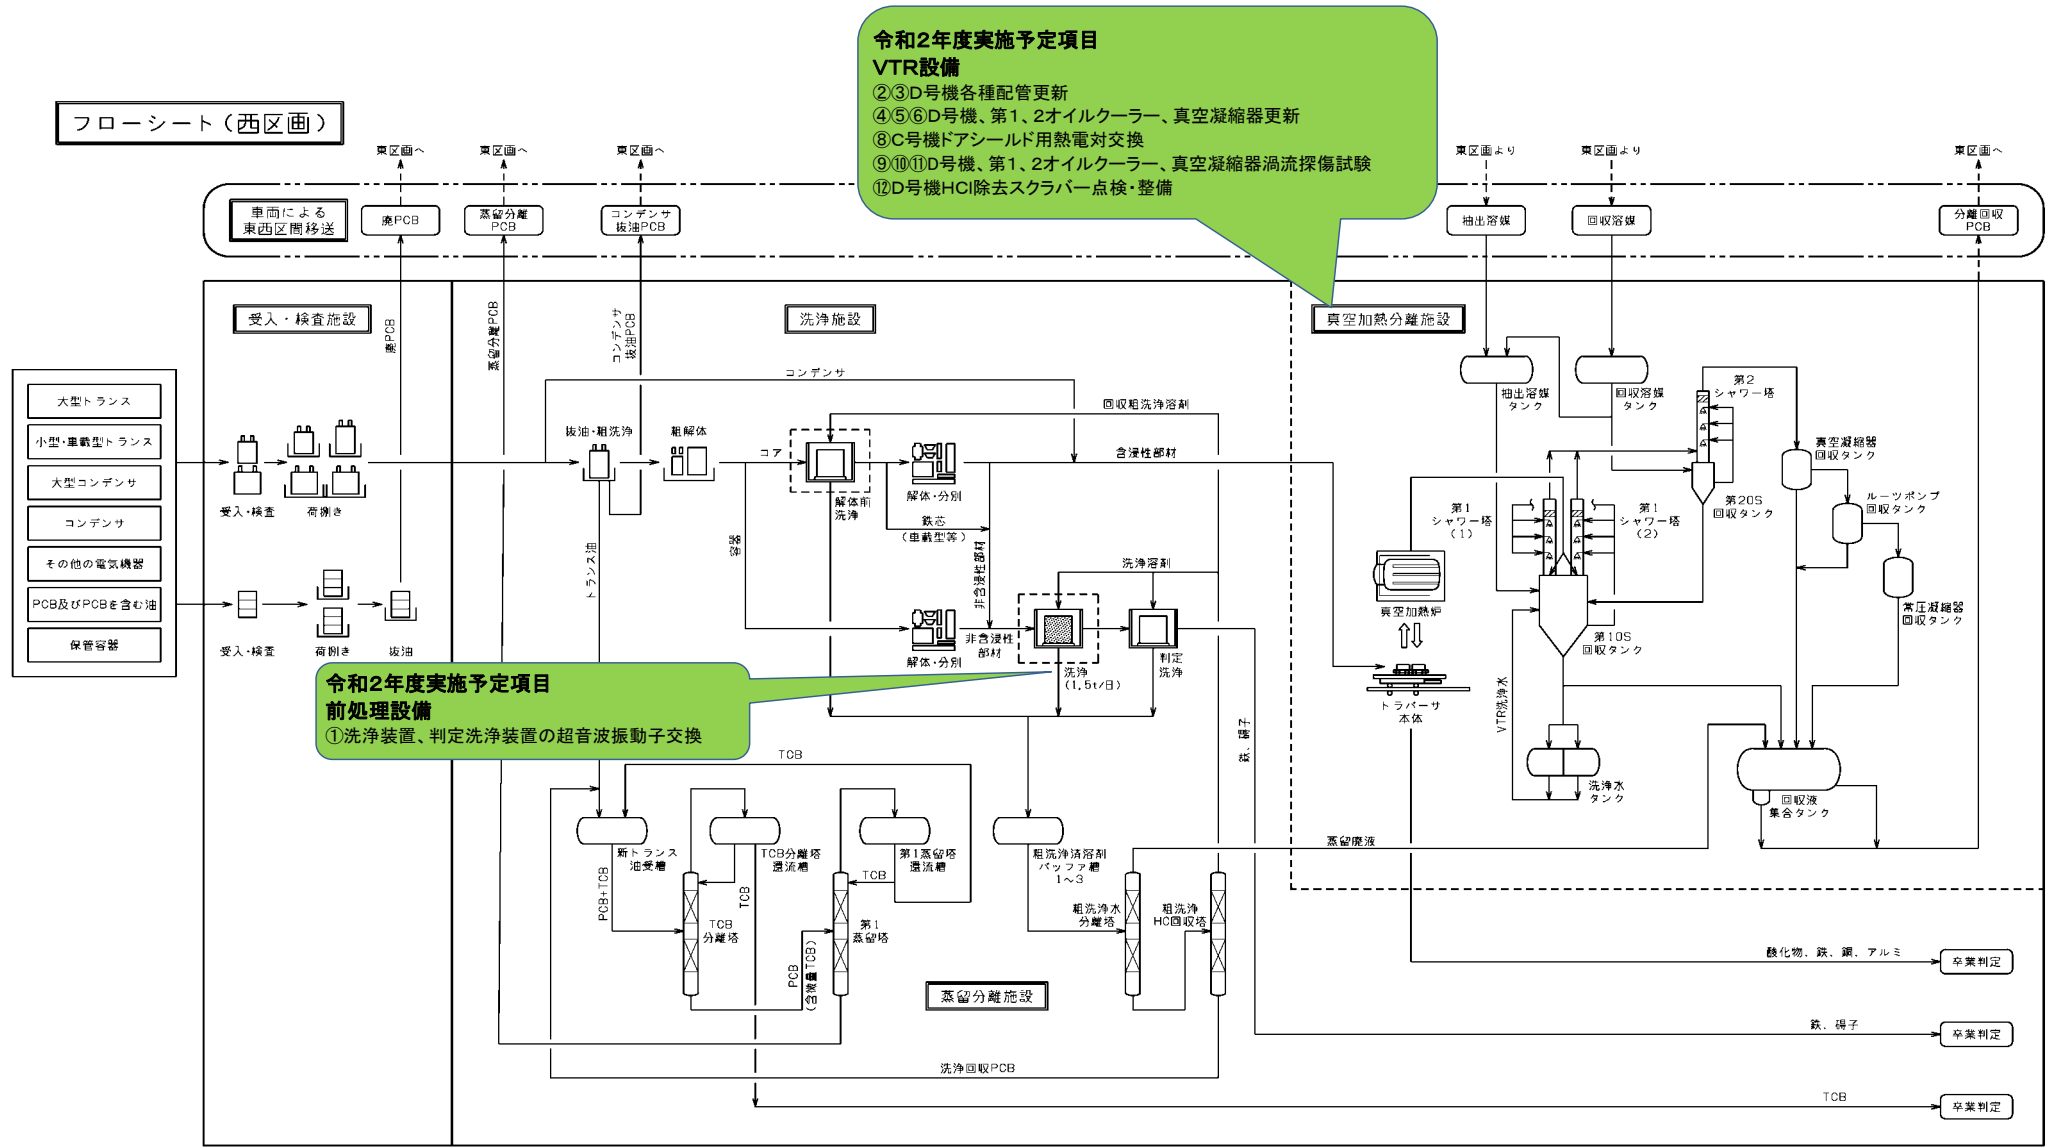 令和2年度実施予定項目
VTR設備
②③D号機各種配管更新
④⑤⑥D号機、第1、2オイルクーラー、真空凝縮器更新
⑧C号機ドアシールド用熱電対交換
⑨⑩⑪D号機、第1、2オイルクーラー、真空凝縮器渦流探傷試験
⑫D号機HCl除去スクラバー点検・整備
フローシート(西区画)
東区画へ
東区画へ
東区画へ
東区画より
東区画より
東区画へ
車両による
東西区間移送
廃PCB
蒸留分離
PCB
コンデンサ
抜油PCB
抽出溶媒
回収溶媒
分離回収
PCB
受入・検査施設
廃PCB
蒸留分離PCB
コンデンサ
抜油PCB
洗浄施設
真空加熱分離施設
大型トランス
小型・車載型トランス
大型コンデンサ
コンデンサ
その他の電気機器
PCB及びPCBを含む油
保管容器
受入・検査
荷捌き
受入・検査
荷捌き
抜油
コンデンサ
回収粗洗浄溶剤
抜油・粗洗浄
粗解体
コア
解体前
洗浄
解体・分別
含浸性部材
鉄芯
(車載型等)
容器
トランス油
非含浸性部材
洗浄溶剤
解体・分別
非含浸性
部材
洗浄
(1.5t/日)
判定
洗浄
鉄、碍子
抽出溶媒
タンク
回収溶媒
タンク
第2
シャワー塔
真空凝縮器
回収タンク
ルーツポンプ
回収タンク
第20S
回収タンク
第1
シャワー塔
(1)
第1
シャワー塔
(2)
常圧凝縮器
回収タンク
真空加熱炉
第10S
回収タンク
トラバーサ
本体
VTR洗浄水
洗浄水
タンク
回収液
集合タンク
令和2年度実施予定項目
前処理設備
①洗浄装置、判定洗浄装置の超音波振動子交換
TCB
新トランス
油受槽
TCB分離塔
還流槽
第1蒸留塔
還流槽
粗洗浄済溶剤
バッファ槽
1～3
蒸留廃液
PCB+TCB
TCB
TCB
TCB
分離塔
第1
蒸留塔
粗洗浄水
分離塔
粗洗浄
HC回収塔
PCB
(含微量TCB)
蒸留分離施設
酸化物、鉄、銅、アルミ
卒業判定
鉄、碍子
卒業判定
洗浄回収PCB
TCB
卒業判定